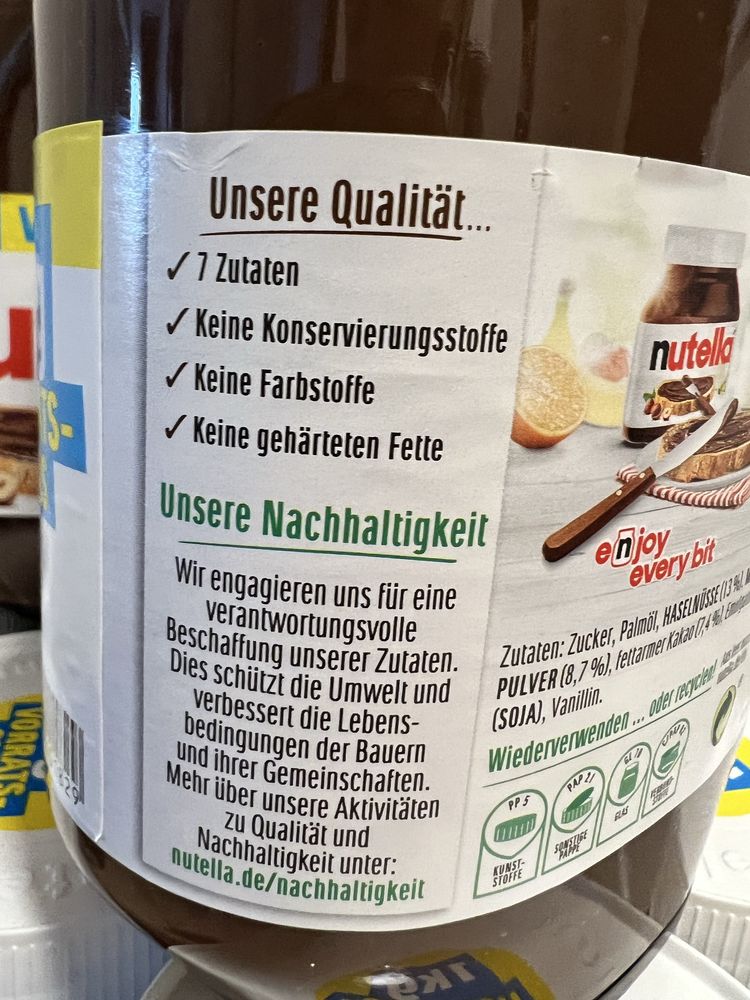 Unsere Qualität...
✓ 7 Zutaten
✓ Keine Konservierungsstoffe
✓ Keine Farbstoffe
✓ Keine gehärteten Fette
Unsere Nachhaltigkeit
Wir engagieren uns für eine
verantwortungsvolle
Beschaffung unserer Zutaten.
Dies schützt die Umwelt und
verbessert die Lebens-
bedingungen der Bauern
und ihrer Gemeinschaften.
Mehr über unsere Aktivitäten
zu Qualität und
Nachhaltigkeit unter:
nutella.de/nachhaltigkeit
nutella
enjoy
every bit
Zutaten: Zucker, Palmöl, HASELNÜSSE (13 %),
PULVER (8,7 %), fettarmer Kakao (7,4 %),
(SOJA), Vanillin.
Wiederverwenden ... oder recyclen!
PP 5
KUNST-
STOFFE
PAP 21
SONSTIGE
PAPPE
GLAS
VORRATS-
1kg